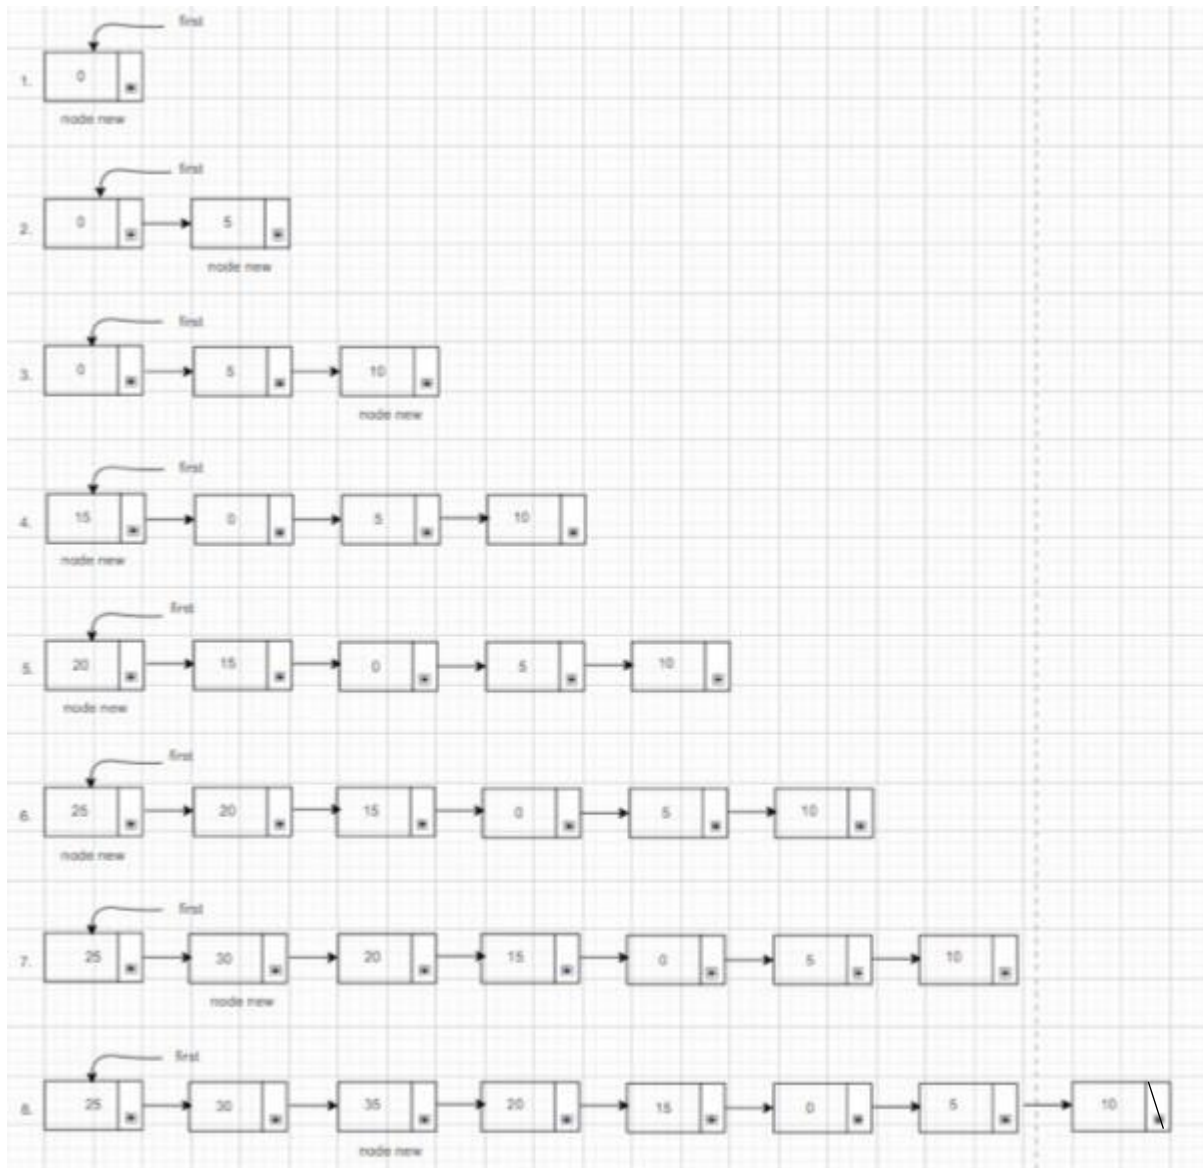 first
1. 0
node new
first
2. 0 5
node new
first
3. 0 5 10
node new
first
4. 15 0 5 10
node new
first
5. 20 15 0 5 10
node new
first
6. 25 20 15 0 5 10
node new
first
7. 25 30 20 15 0 5 10
node new
first
8. 25 30 35 20 15 0 5 10
node new